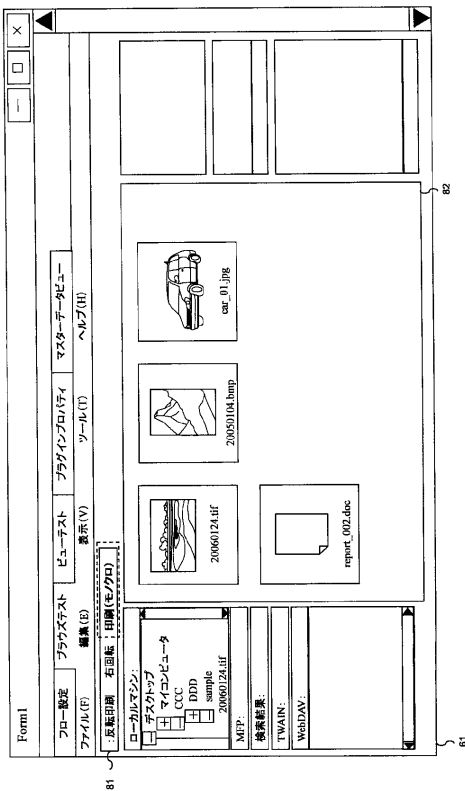 Form1
フロー設定 ブラウズテスト ビューテスト プラグインプロパティ マスターデータビュー
ファイル(F) 編集(E) 表示(V) ツール(T) ヘルプ(H)
:反転印刷 右回転 :印刷(モノクロ)
81
ローカルマシン:
デスクトップ
マイコンピュータ
CCC
DDD
sample
20060124.tif
MFP:
検索結果:
TWAIN:
WebDAV:
20060124.tif
20050104.bmp
car_01.jpg
report_002.doc
61
82